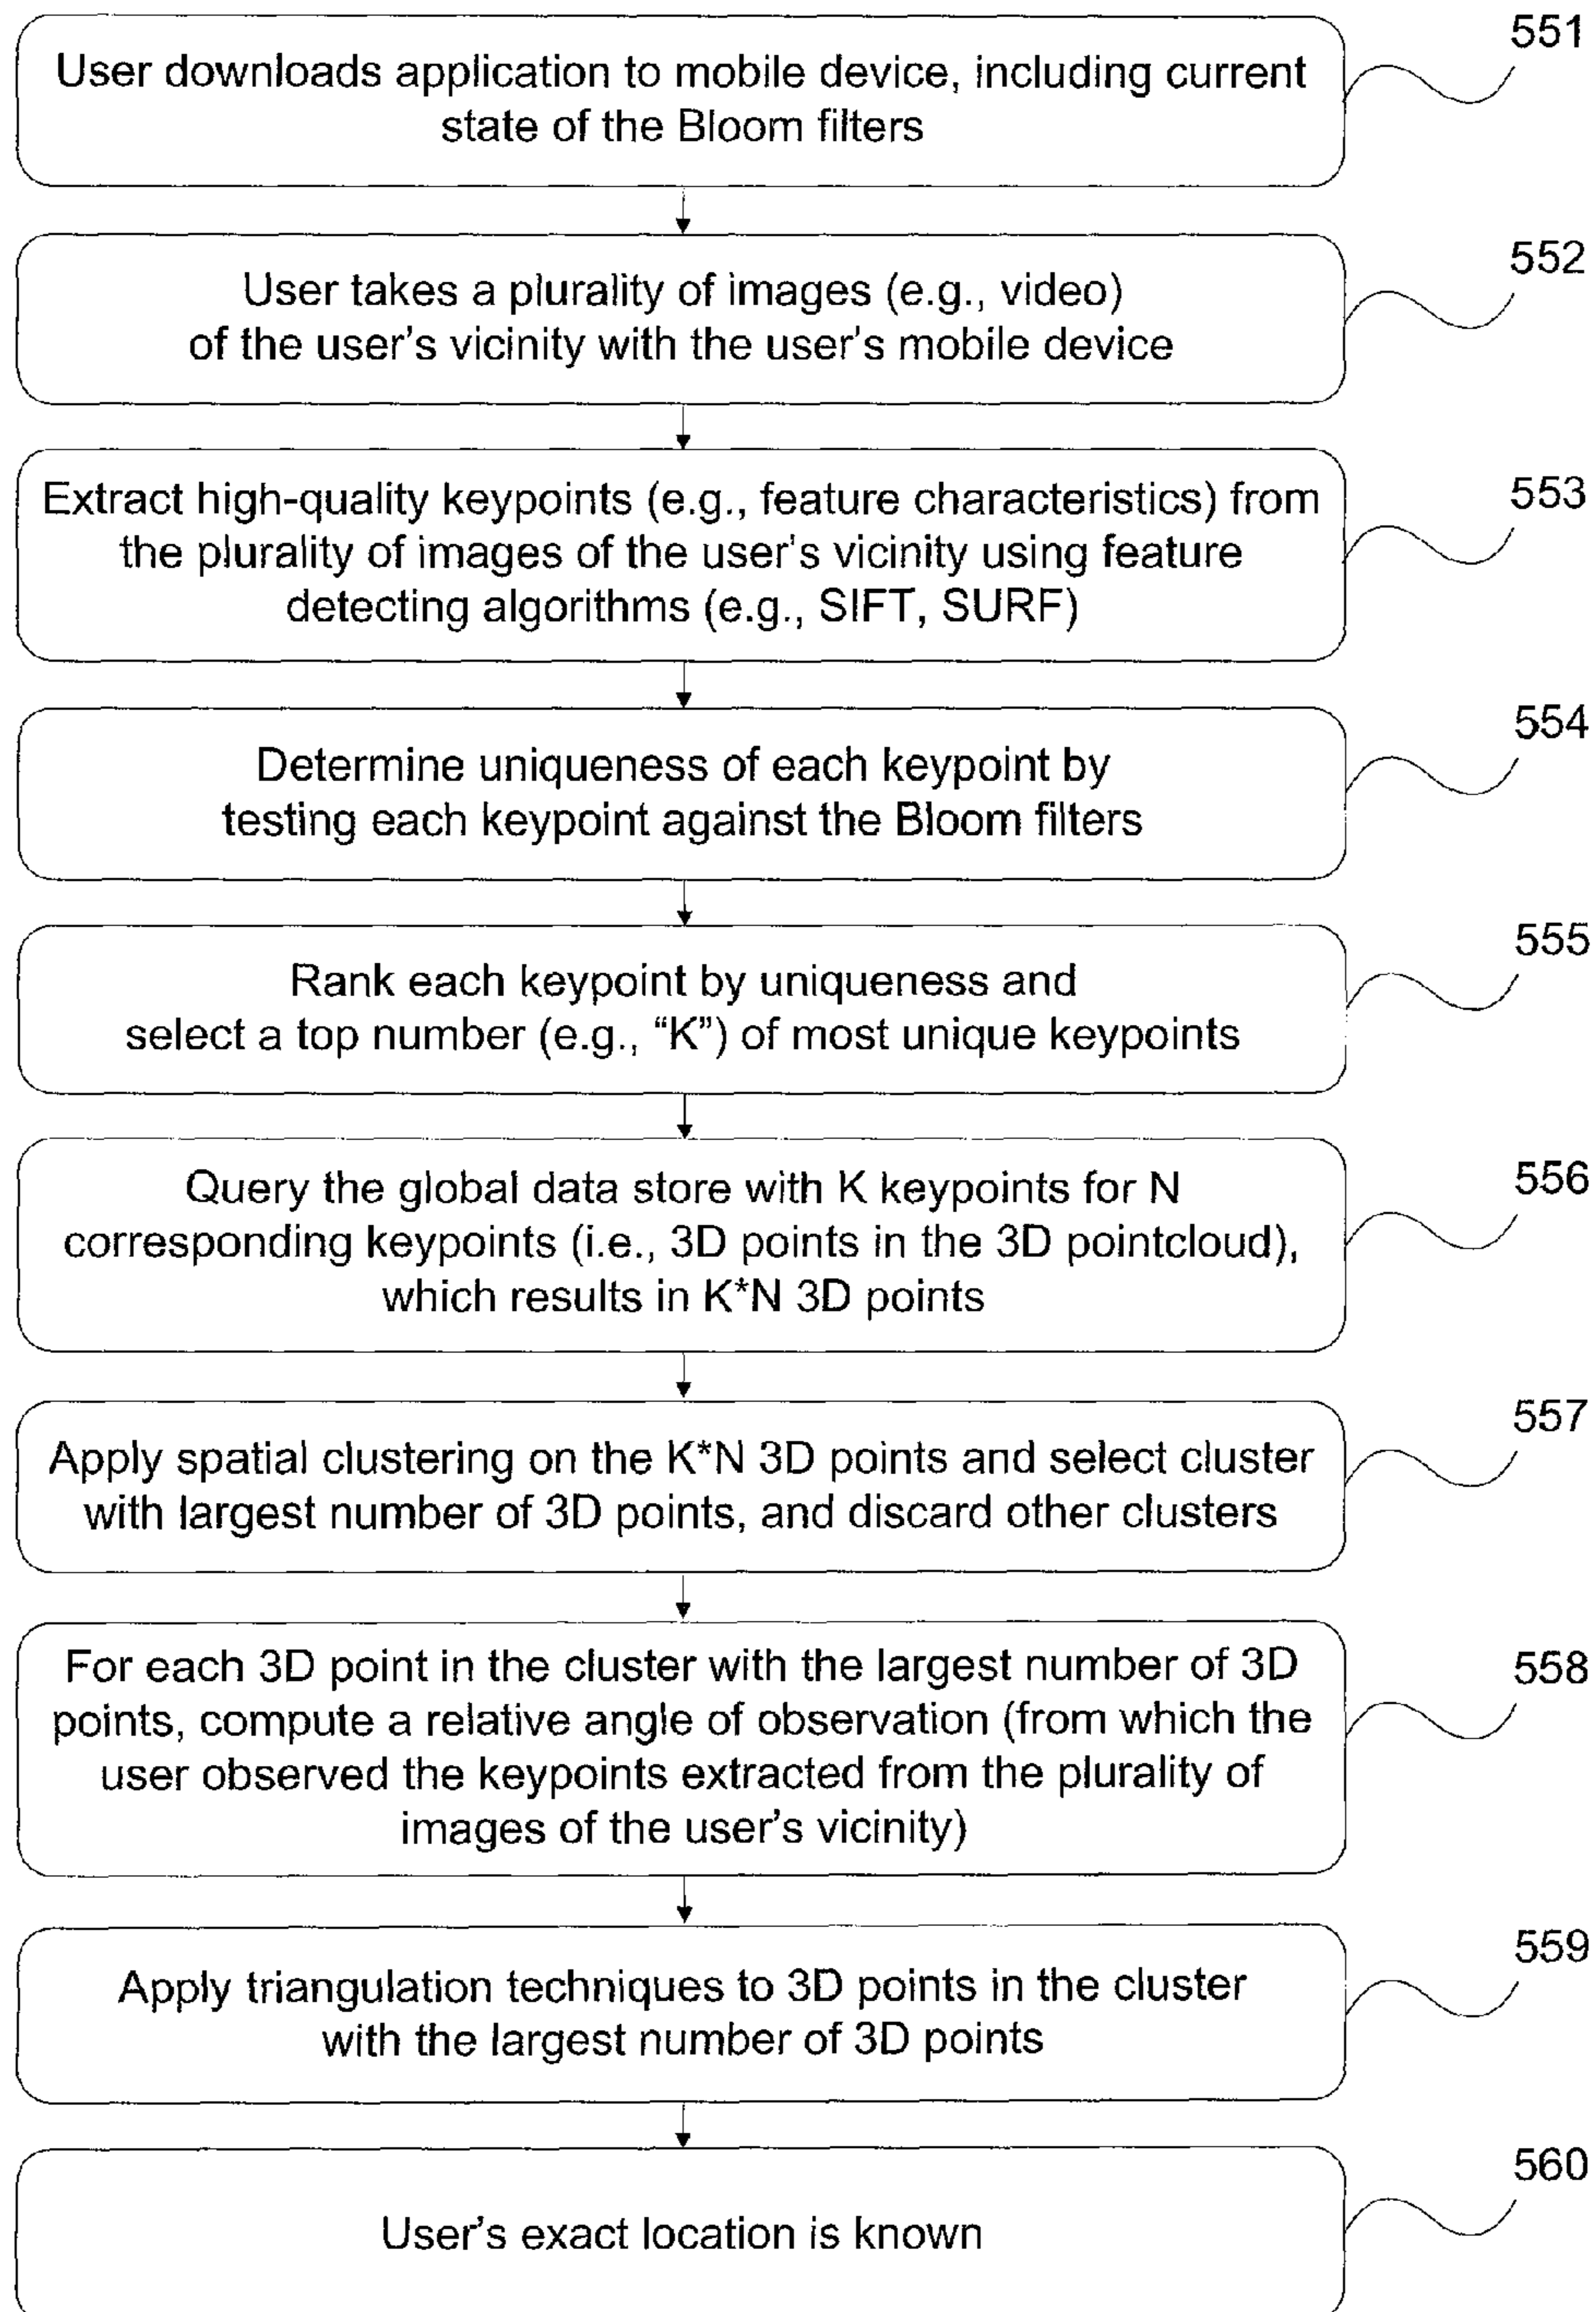 551
User downloads application to mobile device, including current
state of the Bloom filters
552
User takes a plurality of images (e.g., video)
of the user's vicinity with the user's mobile device
553
Extract high-quality keypoints (e.g., feature characteristics) from
the plurality of images of the user's vicinity using feature
detecting algorithms (e.g., SIFT, SURF)
554
Determine uniqueness of each keypoint by
testing each keypoint against the Bloom filters
555
Rank each keypoint by uniqueness and
select a top number (e.g., “K”) of most unique keypoints
556
Query the global data store with K keypoints for N
corresponding keypoints (i.e., 3D points in the 3D pointcloud),
which results in K*N 3D points
557
Apply spatial clustering on the K*N 3D points and select cluster
with largest number of 3D points, and discard other clusters
558
For each 3D point in the cluster with the largest number of 3D
points, compute a relative angle of observation (from which the
user observed the keypoints extracted from the plurality of
images of the user's vicinity)
559
Apply triangulation techniques to 3D points in the cluster
with the largest number of 3D points
560
User's exact location is known